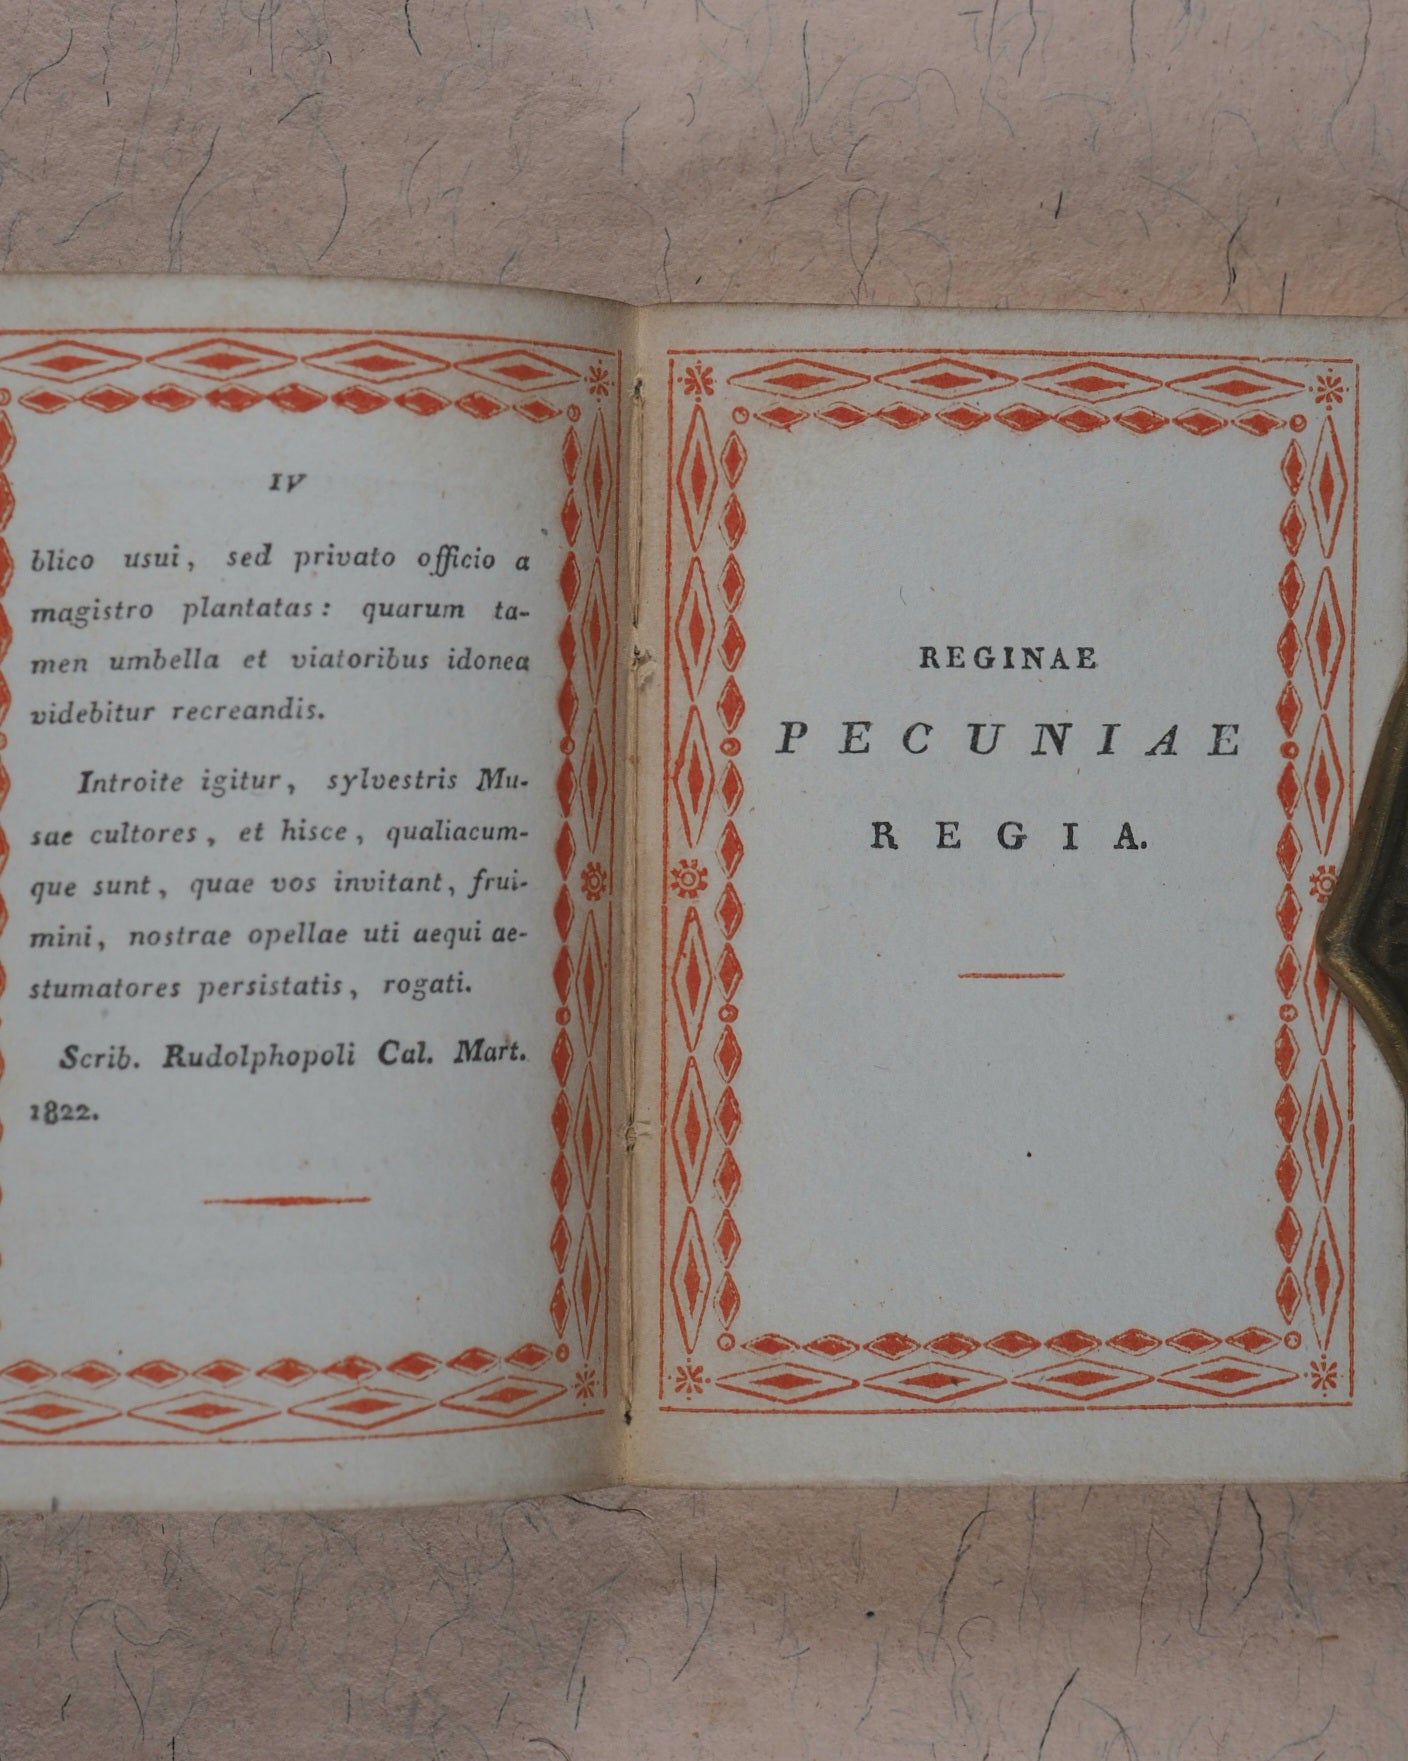 IV
blico usui, sed privato officio a
magistro plantatas: quarum ta-
men umbella et viatoribus idonea
videbitur recreandis.
Introite igitur, sylvestris Mu-
sae cultores, et hisce, qualiacum-
que sunt, quae vos invitant, frui-
mini, nostrae opellae uti aequi ae-
stumatores persistatis, rogati.
Scrib. Rudolphopoli Cal. Mart.
1822.
REGINAE
PECUNIAE
REGIA.